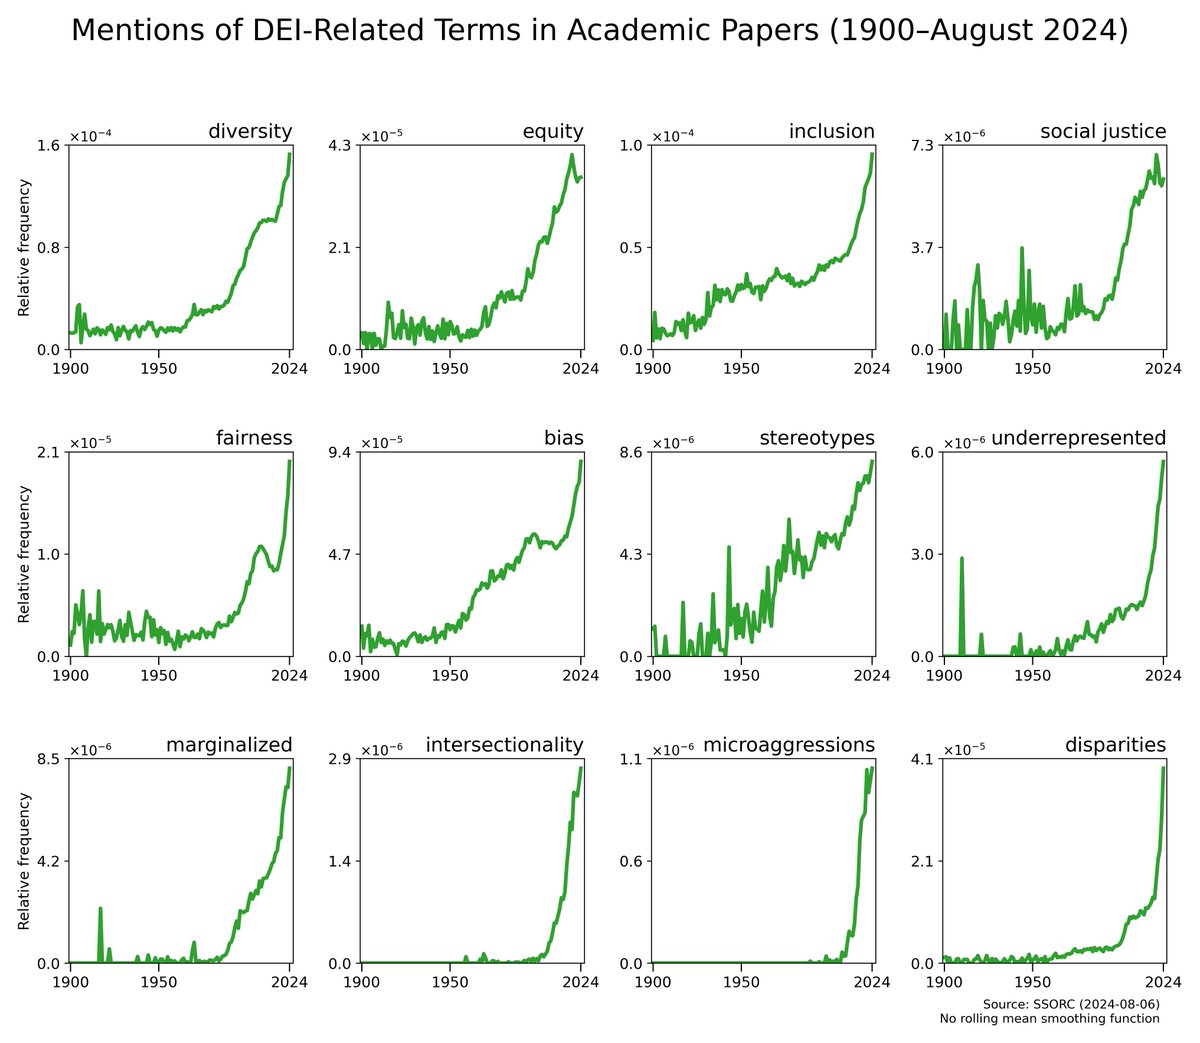 Mentions of DEI-Related Terms in Academic Papers (1900–August 2024)
×10⁻⁴ diversity
1.6
0.8
0.0
Relative frequency
1900 1950 2024
×10⁻⁵ equity
4.3
2.1
0.0
1900 1950 2024
×10⁻⁴ inclusion
1.0
0.5
0.0
1900 1950 2024
×10⁻⁶ social justice
7.3
3.7
0.0
1900 1950 2024
×10⁻⁵ fairness
2.1
1.0
0.0
Relative frequency
1900 1950 2024
×10⁻⁵ bias
9.4
4.7
0.0
1900 1950 2024
×10⁻⁶ stereotypes
8.6
4.3
0.0
1900 1950 2024
×10⁻⁶ underrepresented
6.0
3.0
0.0
1900 1950 2024
×10⁻⁶ marginalized
8.5
4.2
0.0
Relative frequency
1900 1950 2024
×10⁻⁶ intersectionality
2.9
1.4
0.0
1900 1950 2024
×10⁻⁶ microaggressions
1.1
0.6
0.0
1900 1950 2024
×10⁻⁵ disparities
4.1
2.1
0.0
1900 1950 2024
Source: SSORC (2024-08-06)
No rolling mean smoothing function